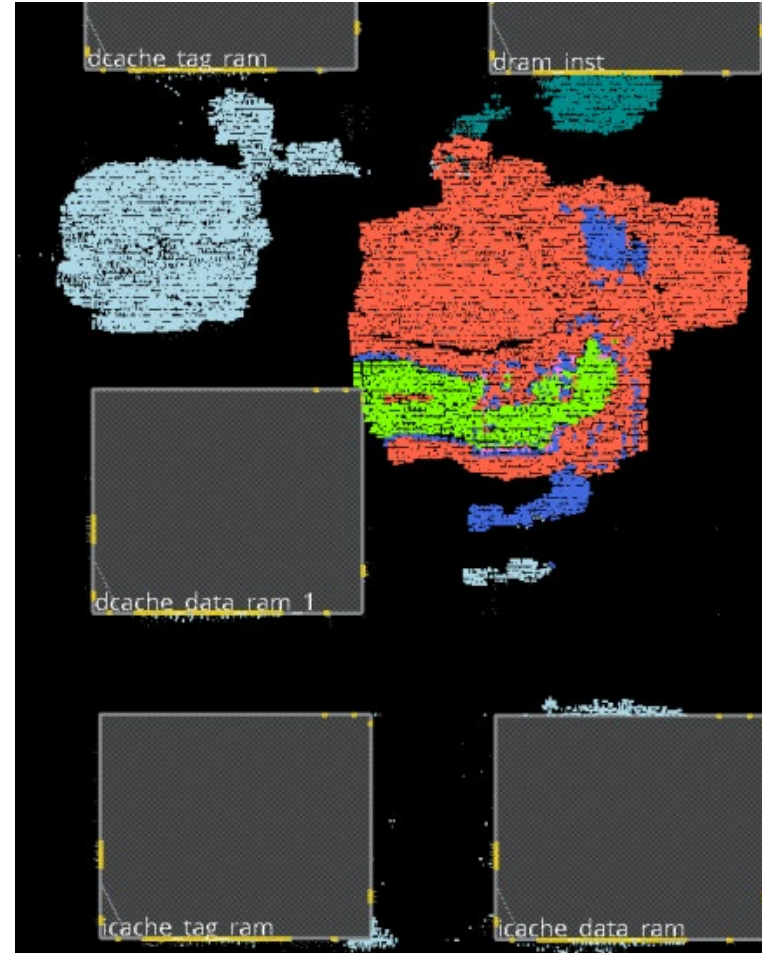 dcache_tag_ram
dram_inst
dcache_data_ram_1
icache_tag_ram
icache_data_ram